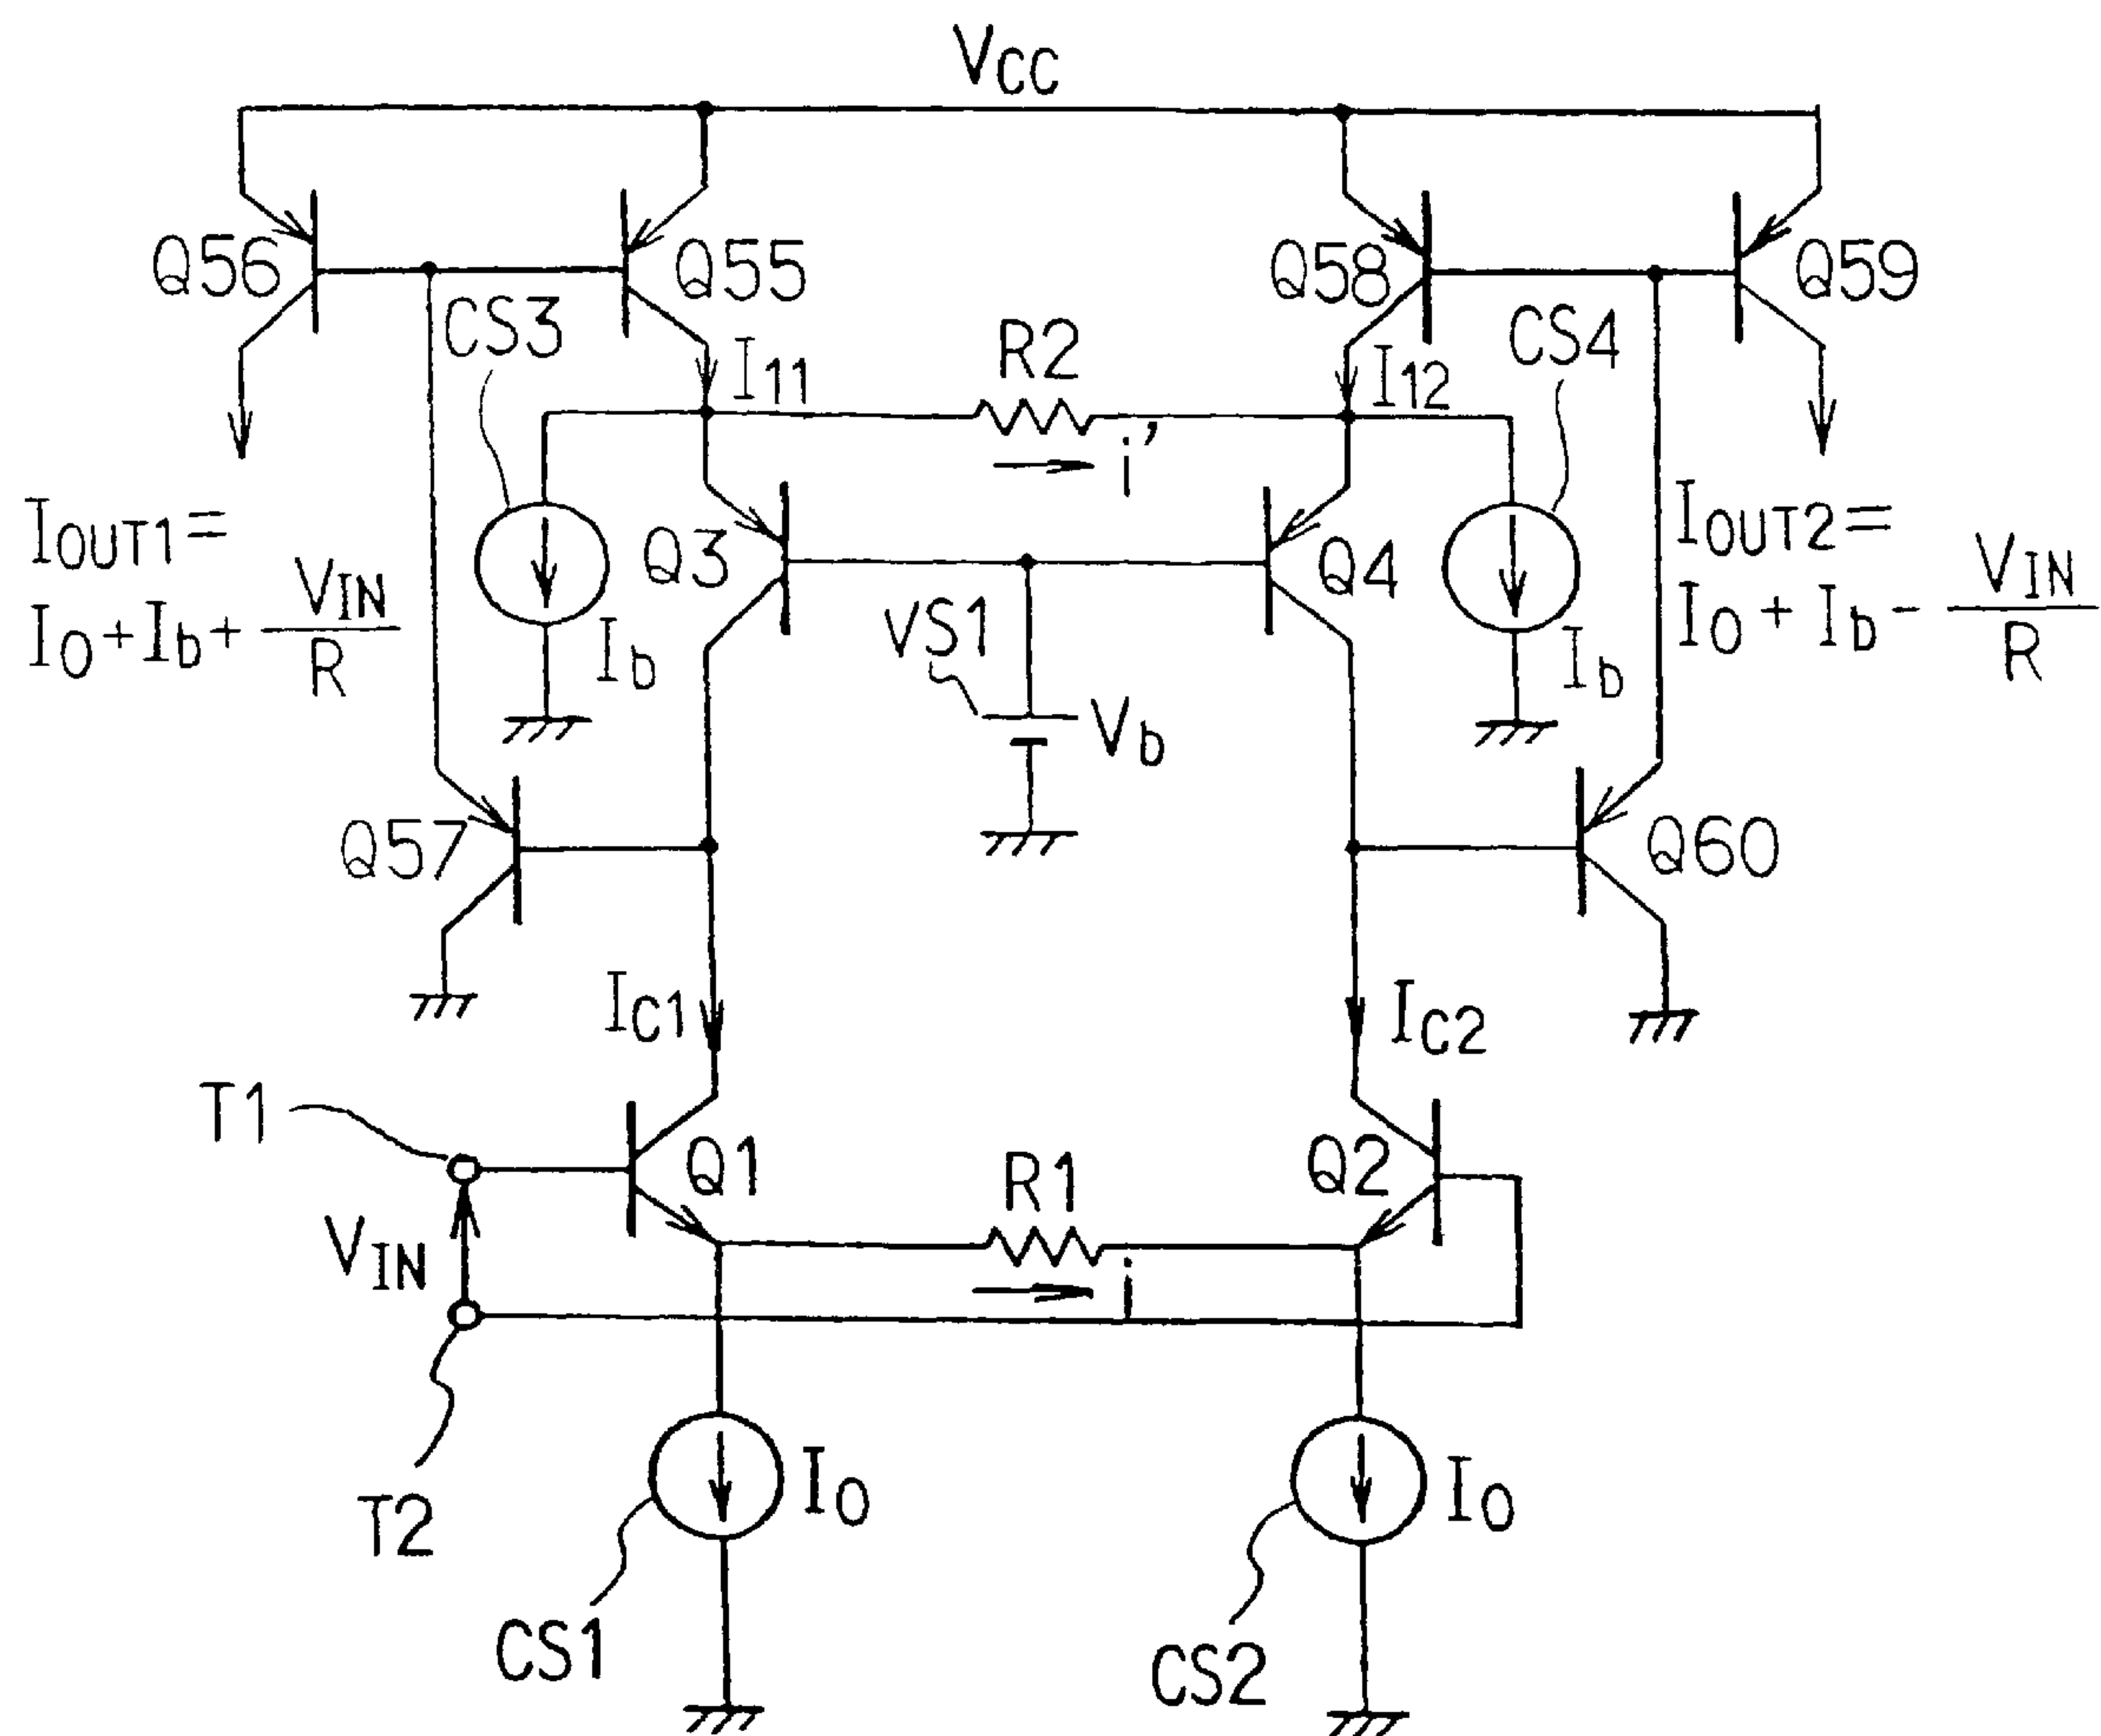 VCC
Q56
Q55
Q58
Q59
CS3
CS4
I11
R2
I12
i'
IOUT1=
IO+Ib+VIN/R
Q3
Q4
IOUT2=
IO+Ib-VIN/R
Ib
VS1
Vb
Ib
Q57
Q60
IC1
IC2
T1
Q1
R1
Q2
VIN
i
T2
IO
IO
CS1
CS2